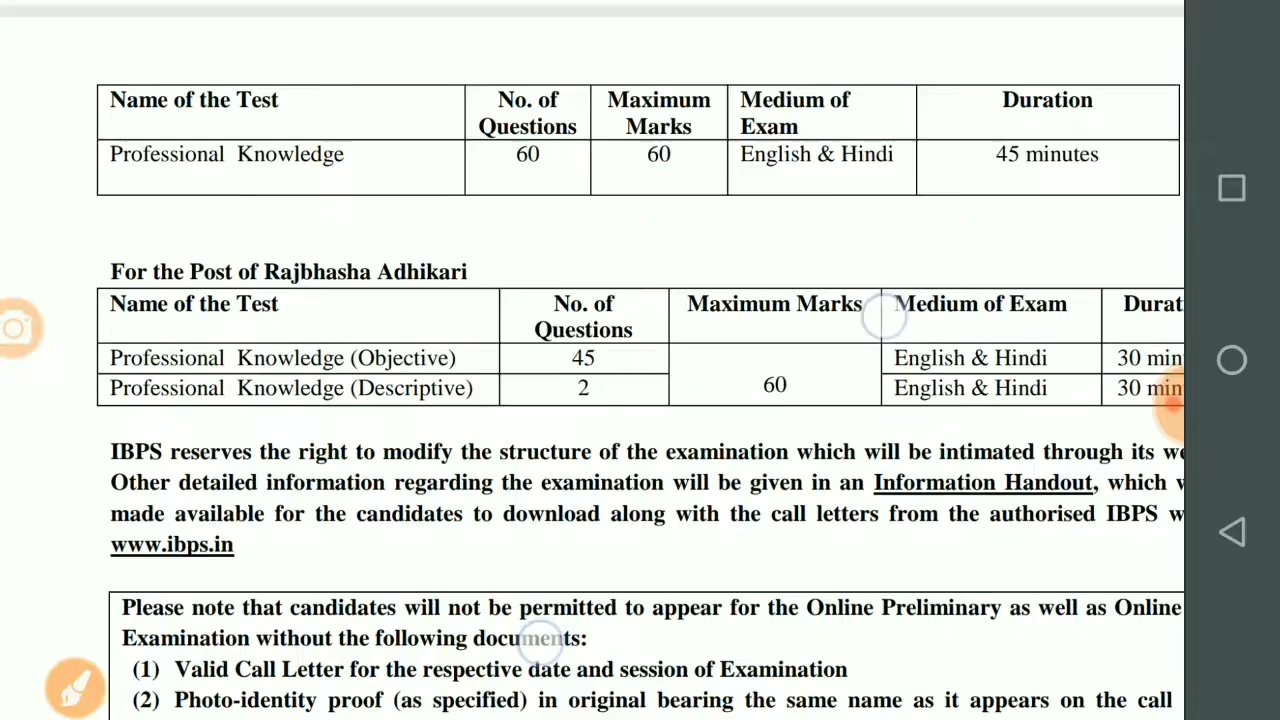 Name of the Test No. of Maximum Medium of Duration
Questions Marks Exam
Professional Knowledge 60 60 English & Hindi 45 minutes
For the Post of Rajbhasha Adhikari
Name of the Test No. of Maximum Marks Medium of Exam Durat
Questions
Professional Knowledge (Objective) 45 English & Hindi 30 min
60
Professional Knowledge (Descriptive) 2 English & Hindi 30 min
IBPS reserves the right to modify the structure of the examination which will be intimated through its we
Other detailed information regarding the examination will be given in an Information Handout, which w
made available for the candidates to download along with the call letters from the authorised IBPS w
www.ibps.in
Please note that candidates will not be permitted to appear for the Online Preliminary as well as Online
Examination without the following documents:
(1) Valid Call Letter for the respective date and session of Examination
(2) Photo-identity proof (as specified) in original bearing the same name as it appears on the call